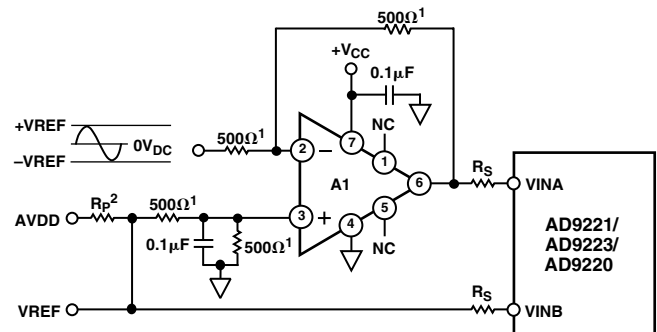 500Ω¹
+VCC
0.1µF
+VREF
0VDC
–VREF
500Ω¹
NC
2
–
7
1
A1
6
RS
VINA
AVDD
RP²
500Ω¹
3
+
4
5
NC
0.1µF
500Ω¹
AD9221/
AD9223/
AD9220
VREF
RS
VINB